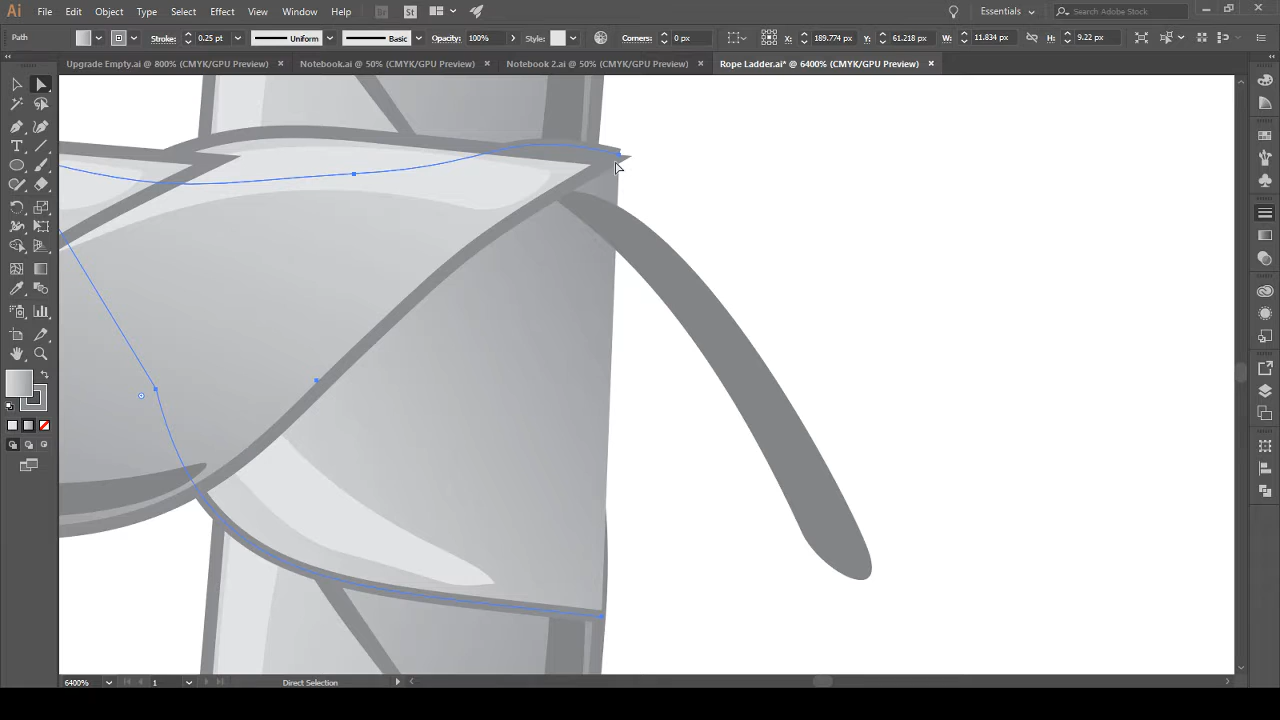 Ai File Edit Object Type Select Effect View Window Help Br St Essentials Search Adobe Stock
Path Stroke: 0.25 pt Uniform Basic Opacity: 100% Style: Corners: 0 px X: 189.774 px Y: 61.218 px W: 11.834 px H: 9.22 px
Upgrade Empty.ai @ 800% (CMYK/GPU Preview) Notebook.ai @ 50% (CMYK/GPU Preview) Notebook 2.ai @ 50% (CMYK/GPU Preview) Rope Ladder.ai* @ 6400% (CMYK/GPU Preview)
6400% 1 Direct Selection